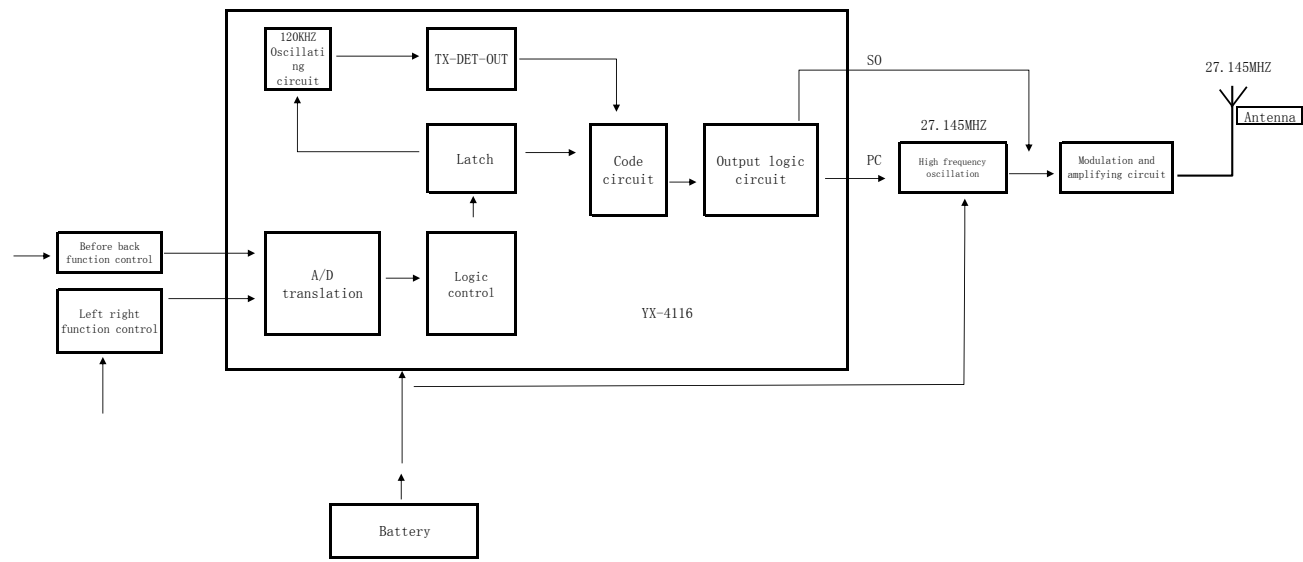 120KHZ
Oscillati
ng
circuit
TX-DET-OUT
SO
27.145MHZ
Antenna
27.145MHZ
Latch
Code
circuit
Output logic
circuit
PC
High frequency
oscillation
Modulation and
amplifying circuit
Before back
function control
A/D
translation
Logic
control
Left right
function control
YX-4116
Battery